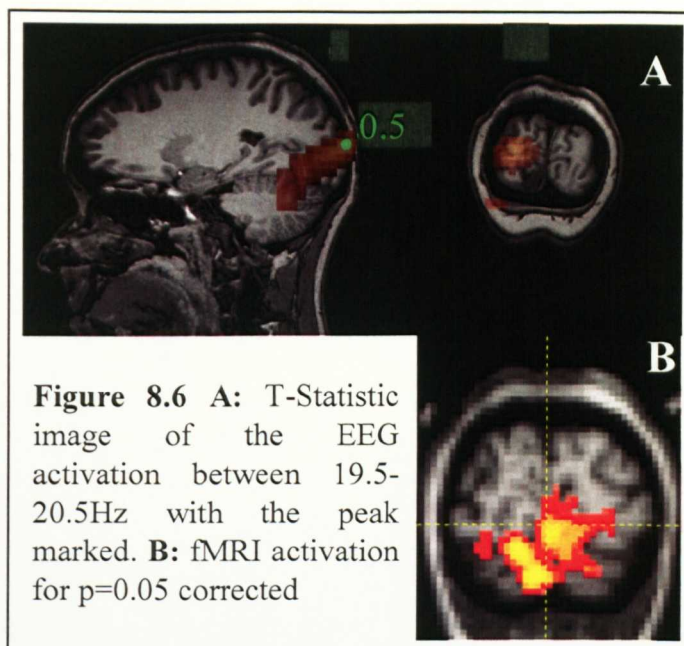 A
0.5
B
Figure 8.6 A: T-Statistic
image of the EEG
activation between 19.5-
20.5Hz with the peak
marked. B: fMRI activation
for p=0.05 corrected